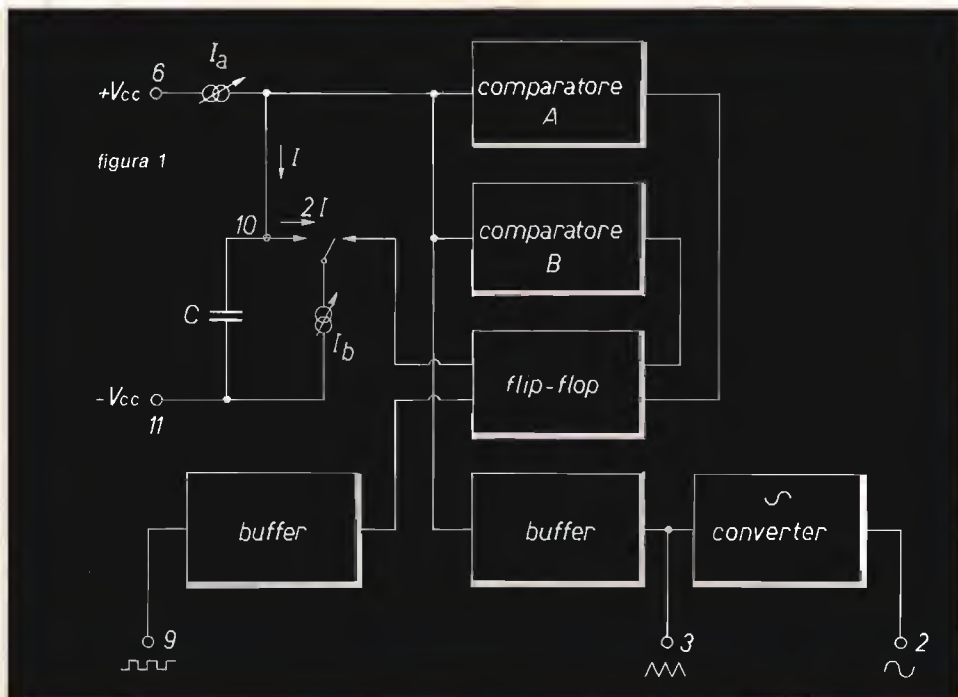 6
+Vcc
Ia
figura 1
I
2 I
10
C
Ib
-Vcc
11
comparatore
A
comparatore
B
flip-flop
buffer
buffer
converter
9
3
2